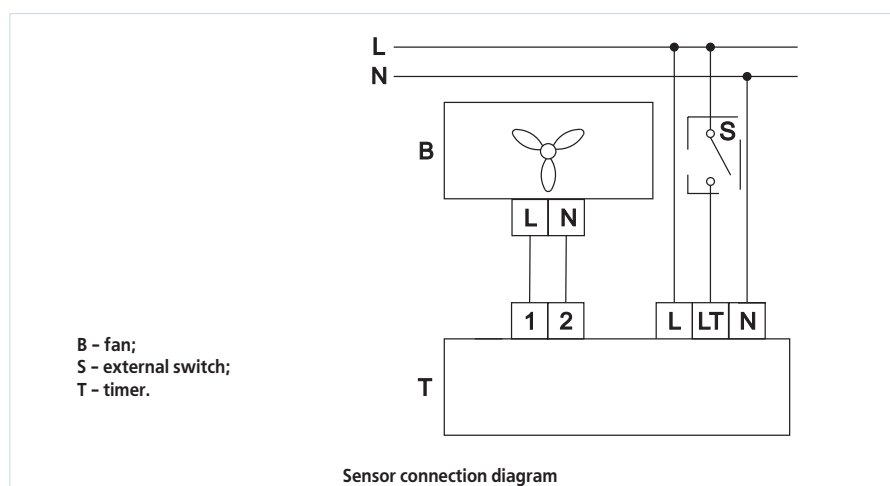 L
N
S
B
L N
1 2 L LT N
B – fan;
S – external switch;
T – timer.
T
Sensor connection diagram